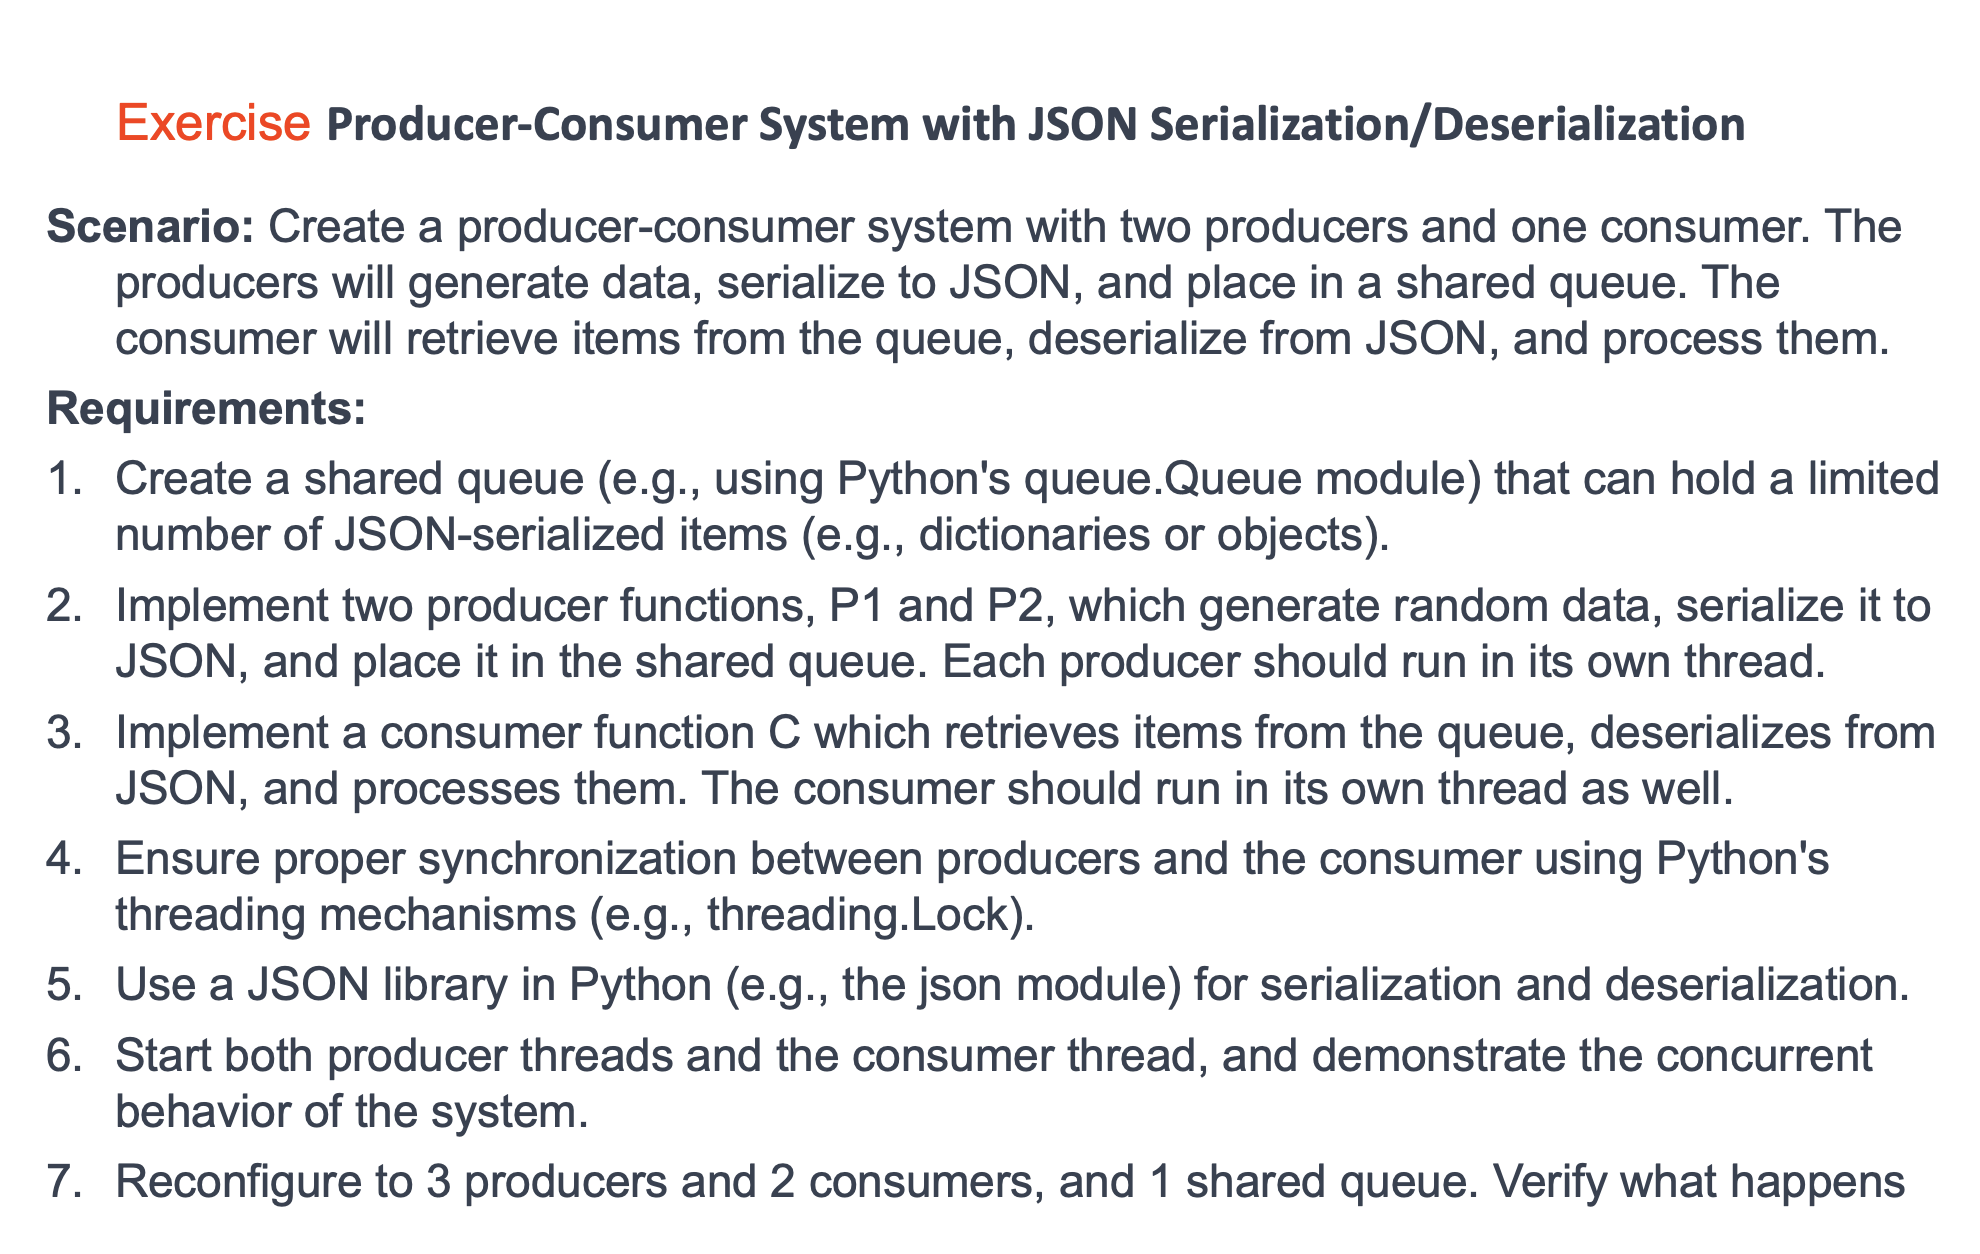 Exercise Producer-Consumer System with JSON Serialization/Deserialization
Scenario: Create a producer-consumer system with two producers and one consumer. The
producers will generate data, serialize to JSON, and place in a shared queue. The
consumer will retrieve items from the queue, deserialize from JSON, and process them.
Requirements:
1. Create a shared queue (e.g., using Python's queue.Queue module) that can hold a limited
number of JSON-serialized items (e.g., dictionaries or objects).
2. Implement two producer functions, P1 and P2, which generate random data, serialize it to
JSON, and place it in the shared queue. Each producer should run in its own thread.
3. Implement a consumer function C which retrieves items from the queue, deserializes from
JSON, and processes them. The consumer should run in its own thread as well.
4. Ensure proper synchronization between producers and the consumer using Python's
threading mechanisms (e.g., threading.Lock).
5. Use a JSON library in Python (e.g., the json module) for serialization and deserialization.
6. Start both producer threads and the consumer thread, and demonstrate the concurrent
behavior of the system.
7. Reconfigure to 3 producers and 2 consumers, and 1 shared queue. Verify what happens